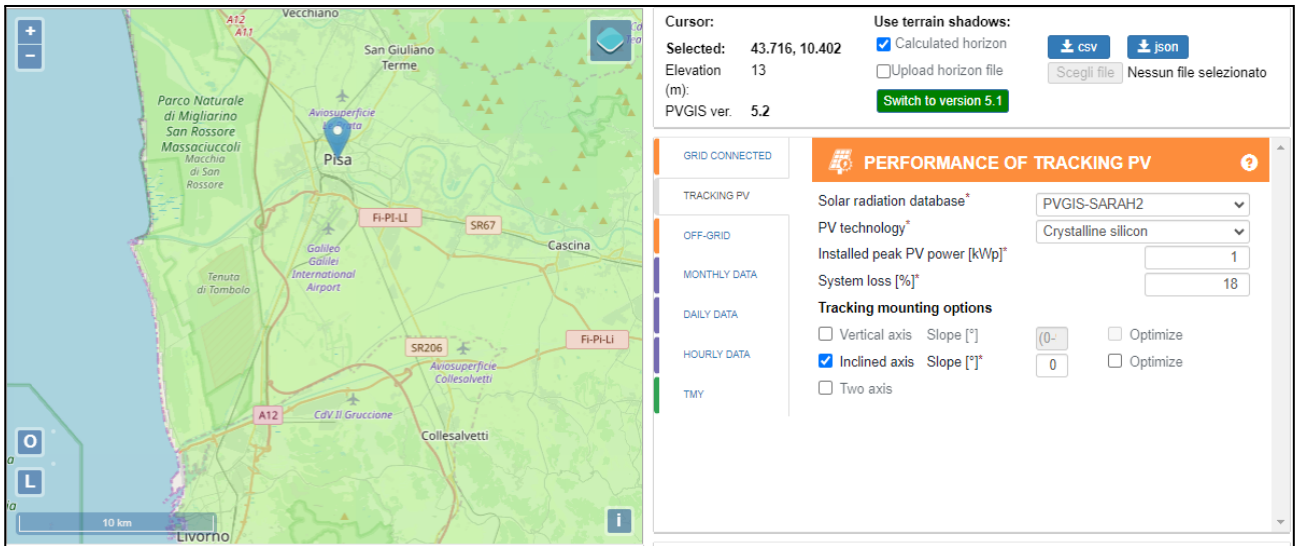 +
−
A12
A11
Vecchiano
San Giuliano
Terme
Parco Naturale
di Migliarino
San Rossore
Massaciuccoli
Macchia
di San
Rossore
Aviosuperficie
Pisa
Fi-PI-LI
SR67
Cascina
Galileo
Galilei
International
Airport
Tenuta
di Tombolo
SR206
Fi-Pi-Li
Aviosuperficie
Collesalvetti
A12
CdV Il Gruccione
Collesalvetti
O
L
10 km
Livorno
i
Cursor:
Selected: 43.716, 10.402
Elevation 13
(m):
PVGIS ver. 5.2
Use terrain shadows:
Calculated horizon
Upload horizon file
Switch to version 5.1
csv json
Scegli file Nessun file selezionato
GRID CONNECTED
TRACKING PV
OFF-GRID
MONTHLY DATA
DAILY DATA
HOURLY DATA
TMY
PERFORMANCE OF TRACKING PV ?
Solar radiation database* PVGIS-SARAH2
PV technology* Crystalline silicon
Installed peak PV power [kWp]* 1
System loss [%]* 18
Tracking mounting options
Vertical axis Slope [°] (0- Optimize
Inclined axis Slope [°]* 0 Optimize
Two axis